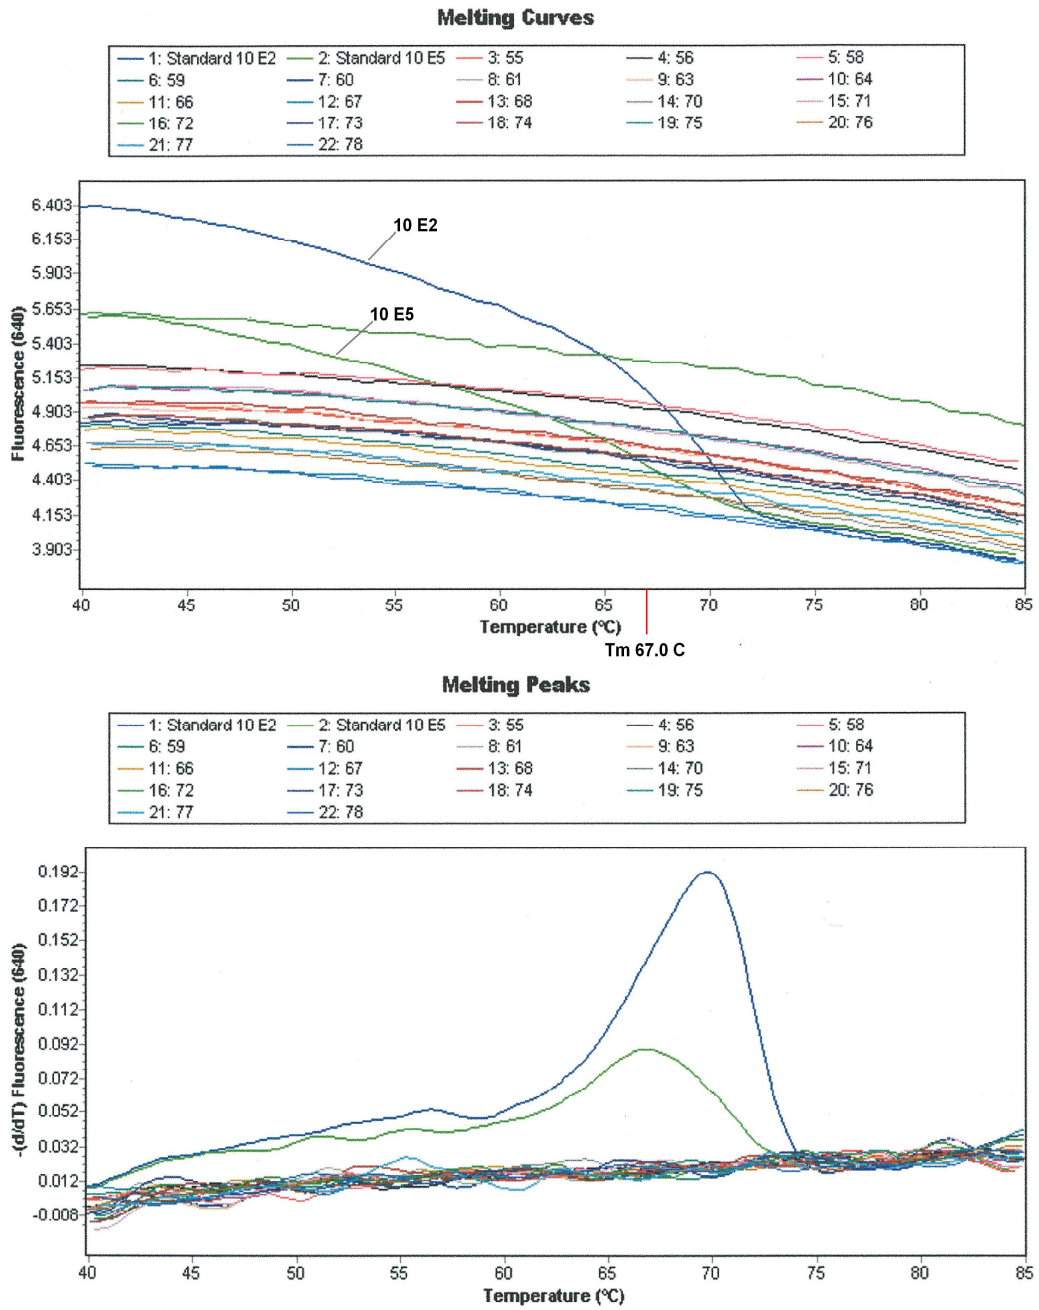 Melting Curves
1: Standard 10 E2 2: Standard 10 E5 3: 55 4: 56 5: 58
6: 59 7: 60 8: 61 9: 63 10: 64
11: 66 12: 67 13: 68 14: 70 15: 71
16: 72 17: 73 18: 74 19: 75 20: 76
21: 77 22: 78
Fluorescence (640)
6.403
6.153
5.903
5.653
5.403
5.153
4.903
4.653
4.403
4.153
3.903
10 E2
10 E5
40 45 50 55 60 65 70 75 80 85
Temperature (ºC)
Tm 67.0 C
Melting Peaks
1: Standard 10 E2 2: Standard 10 E5 3: 55 4: 56 5: 58
6: 59 7: 60 8: 61 9: 63 10: 64
11: 66 12: 67 13: 68 14: 70 15: 71
16: 72 17: 73 18: 74 19: 75 20: 76
21: 77 22: 78
-(d/dT) Fluorescence (640)
0.192
0.172
0.152
0.132
0.112
0.092
0.072
0.052
0.032
0.012
-0.008
40 45 50 55 60 65 70 75 80 85
Temperature (ºC)